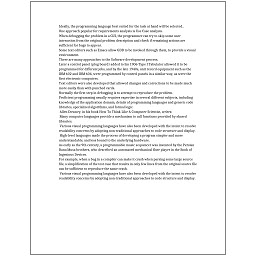 Ideally, the programming language best suited for the task at hand will be selected.
One approach popular for requirements analysis is Use Case analysis.
When debugging the problem in a GUI, the programmer can try to skip some user
interaction from the original problem description and check if remaining actions are
sufficient for bugs to appear.
Some text editors such as Emacs allow GDB to be invoked through them, to provide a visual
environment.
There are many approaches to the Software development process.
Later a control panel (plug board) added to his 1906 Type I Tabulator allowed it to be
programmed for different jobs, and by the late 1940s, unit record equipment such as the
IBM 602 and IBM 604, were programmed by control panels in a similar way, as were the
first electronic computers.
Text editors were also developed that allowed changes and corrections to be made much
more easily than with punched cards.
Normally the first step in debugging is to attempt to reproduce the problem.
Proficient programming usually requires expertise in several different subjects, including
knowledge of the application domain, details of programming languages and generic code
libraries, specialized algorithms, and formal logic.
Allen Downey, in his book How To Think Like A Computer Scientist, writes:
Many computer languages provide a mechanism to call functions provided by shared
libraries.
Various visual programming languages have also been developed with the intent to resolve
readability concerns by adopting non-traditional approaches to code structure and display.
High-level languages made the process of developing a program simpler and more
understandable, and less bound to the underlying hardware.
As early as the 9th century, a programmable music sequencer was invented by the Persian
Banu Musa brothers, who described an automated mechanical flute player in the Book of
Ingenious Devices.
For example, when a bug in a compiler can make it crash when parsing some large source
file, a simplification of the test case that results in only few lines from the original source file
can be sufficient to reproduce the same crash.
Various visual programming languages have also been developed with the intent to resolve
readability concerns by adopting non-traditional approaches to code structure and display.